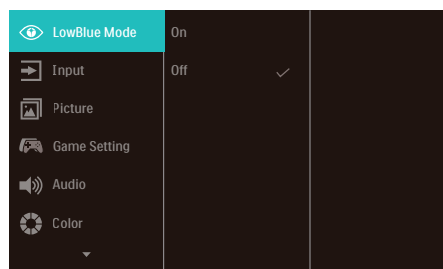 LowBlue Mode
On
Input
Off
Picture
Game Setting
Audio
Color